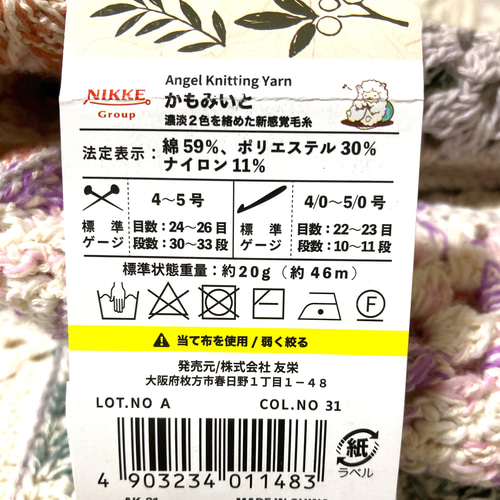 NIKKE
Group
Angel Knitting Yarn
かもみいと
濃淡2色を絡めた新感覚毛糸
法定表示：綿59%、ポリエステル30%
ナイロン11%
4～5号
標準ゲージ
目数：24～26目
段数：30～33段
4/0～5/0号
標準ゲージ
目数：22～23目
段数：10～11段
標準状態重量：約20g（約46m）
F
当て布を使用/弱く絞る
発売元/株式会社 友栄
大阪府枚方市春日野1丁目1－48
LOT.NO A
COL.NO 31
4 903234 011483
紙
ラベル